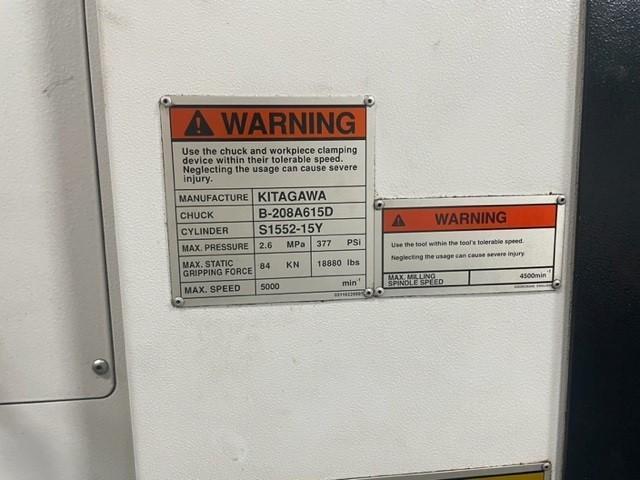 WARNING
Use the chuck and workpiece clamping
device within their tolerable speed.
Neglecting the usage can cause severe
injury.
MANUFACTURE KITAGAWA
CHUCK B-208A615D
CYLINDER S1552-15Y
MAX. PRESSURE 2.6 MPa 377 PSi
MAX. STATIC
GRIPPING FORCE 84 KN 18880 lbs
MAX. SPEED 5000 min⁻¹
WARNING
Use the tool within the tool's tolerable speed.
Neglecting the usage can cause severe injury.
MAX. MILLING
SPINDLE SPEED 4500min⁻¹